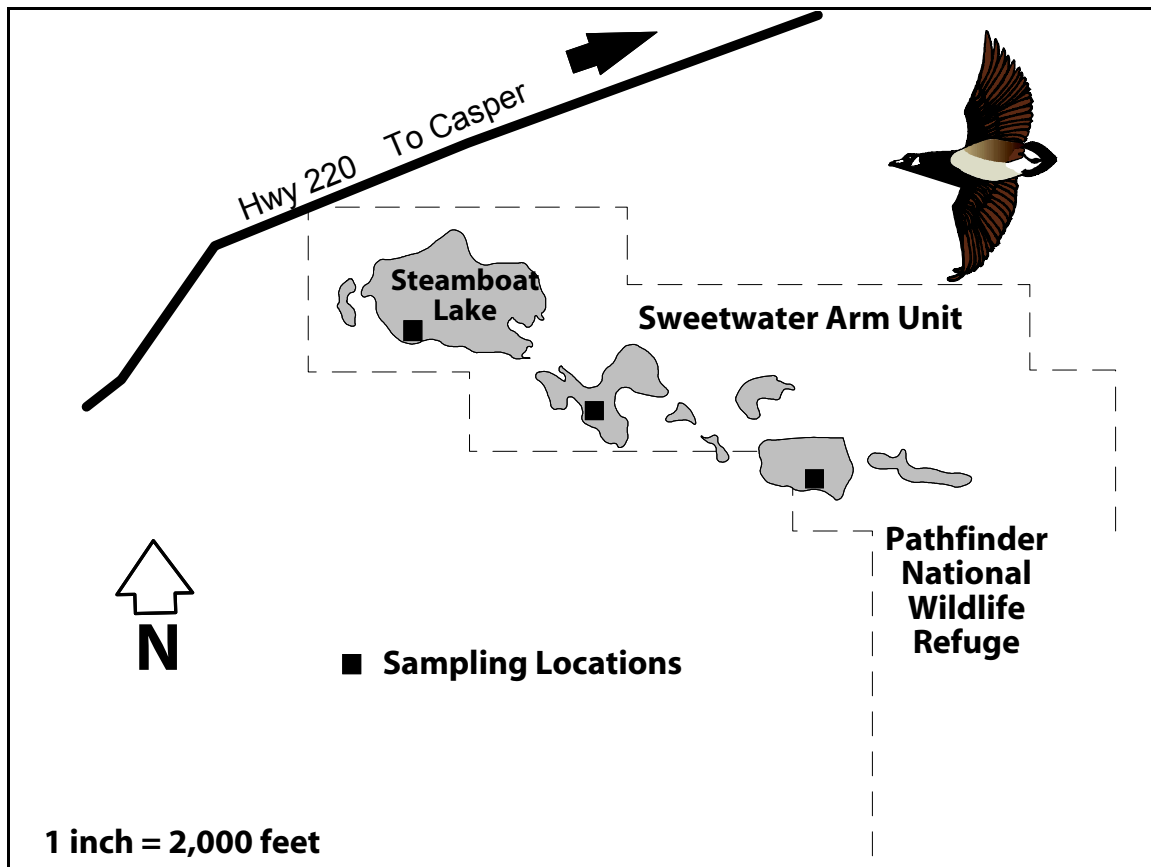 Hwy 220 To Casper
Steamboat
Lake
Sweetwater Arm Unit
Pathfinder
National
Wildlife
Refuge
N
Sampling Locations
1 inch = 2,000 feet